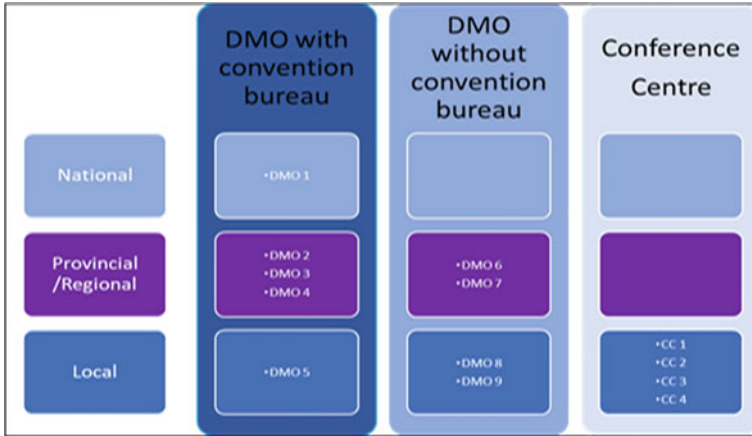 DMO with
convention
bureau
DMO
without
convention
bureau
Conference
Centre
National
•DMO 1
Provincial
/Regional
•DMO 2
•DMO 3
•DMO 4
•DMO 6
•DMO 7
Local
•DMO 5
•DMO 8
•DMO 9
•CC 1
•CC 2
•CC 3
•CC 4